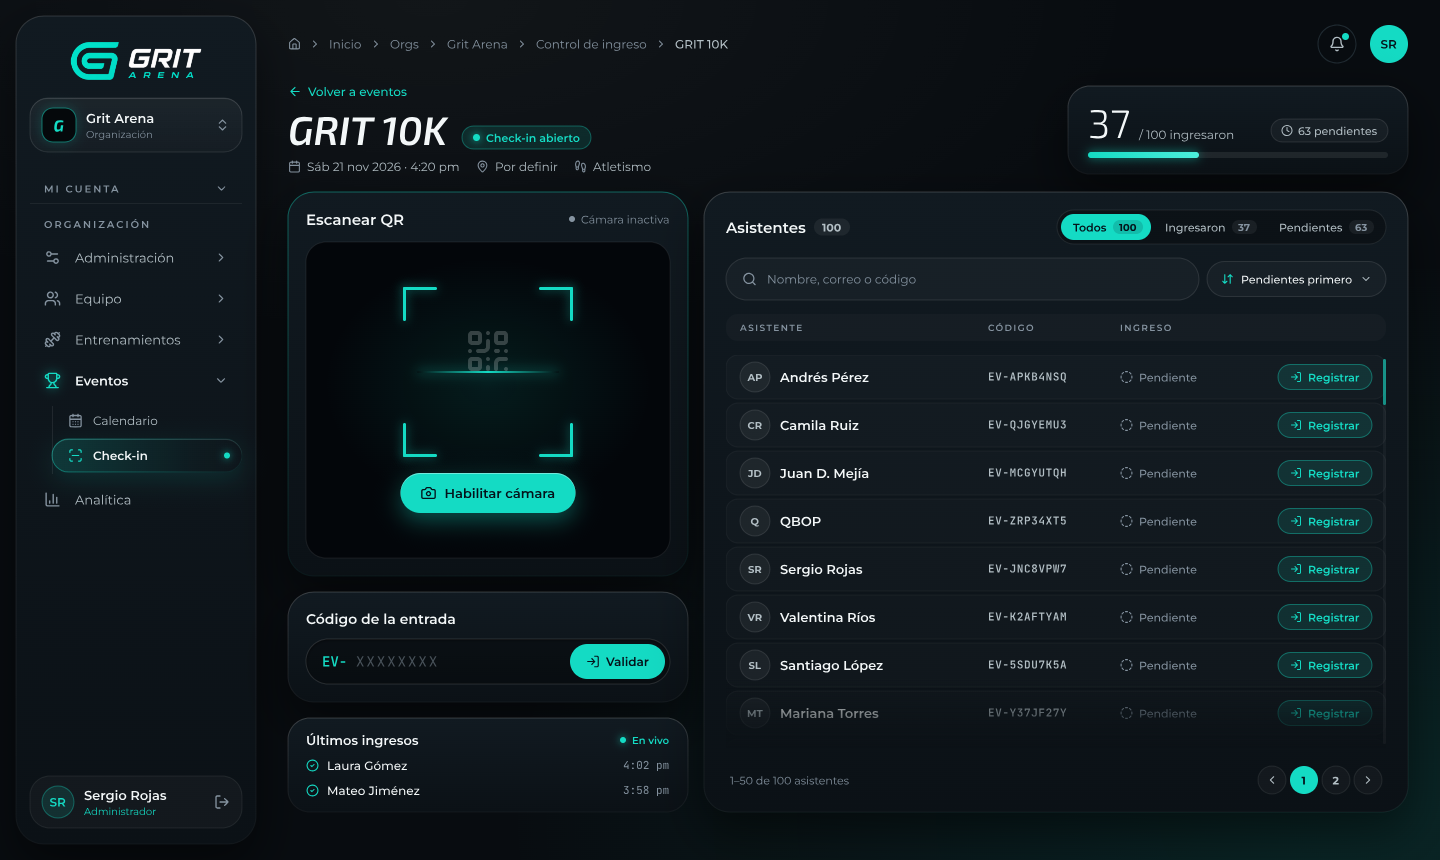 GRIT
ARENA
Grit Arena
Organización
MI CUENTA
ORGANIZACIÓN
Administración
Equipo
Entrenamientos
Eventos
Calendario
Check-in
Analítica
SR
Sergio Rojas
Administrador
Inicio
Orgs
Grit Arena
Control de ingreso
GRIT 10K
SR
Volver a eventos
GRIT 10K
Check-in abierto
Sáb 21 nov 2026 · 4:20 pm
Por definir
Atletismo
37 / 100 ingresaron
63 pendientes
Escanear QR
Cámara inactiva
Habilitar cámara
Código de la entrada
EV- XXXXXXXX
Validar
Últimos ingresos
En vivo
Laura Gómez 4:02 pm
Mateo Jiménez 3:58 pm
Asistentes 100
Todos 100
Ingresaron 37
Pendientes 63
Nombre, correo o código
Pendientes primero
ASISTENTE CÓDIGO INGRESO
AP Andrés Pérez EV-APKB4NSQ Pendiente Registrar
CR Camila Ruiz EV-QJGYEMU3 Pendiente Registrar
JD Juan D. Mejía EV-MCGYUTQH Pendiente Registrar
Q QBOP EV-ZRP34XT5 Pendiente Registrar
SR Sergio Rojas EV-JNC8VPW7 Pendiente Registrar
VR Valentina Ríos EV-K2AFTYAM Pendiente Registrar
SL Santiago López EV-5SDU7K5A Pendiente Registrar
MT Mariana Torres EV-Y37JF27Y Pendiente Registrar
1–50 de 100 asistentes
1 2